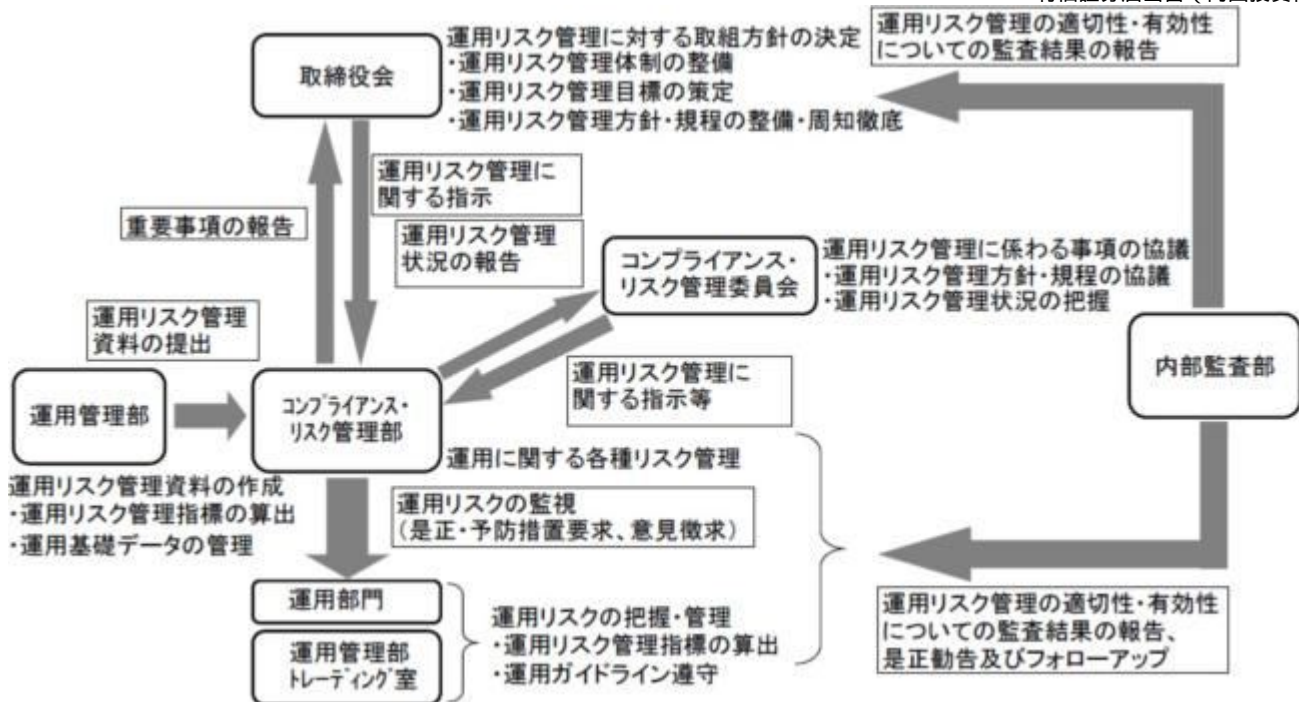 運用リスク管理に対する取組方針の決定
・運用リスク管理体制の整備
・運用リスク管理目標の策定
・運用リスク管理方針・規程の整備・周知徹底
取締役会
運用リスク管理の適切性・有効性
についての監査結果の報告
運用リスク管理に
関する指示
重要事項の報告
運用リスク管理
状況の報告
コンプライアンス・
リスク管理委員会
運用リスク管理に係わる事項の協議
・運用リスク管理方針・規程の協議
・運用リスク管理状況の把握
運用リスク管理
資料の提出
運用リスク管理に
関する指示等
内部監査部
運用管理部
コンプライアンス・
リスク管理部
運用に関する各種リスク管理
運用リスク管理資料の作成
・運用リスク管理指標の算出
・運用基礎データの管理
運用リスクの監視
(是正・予防措置要求、意見徴求)
運用部門
運用管理部
トレーディング室
運用リスクの把握・管理
・運用リスク管理指標の算出
・運用ガイドライン遵守
運用リスク管理の適切性・有効性
についての監査結果の報告、
是正勧告及びフォローアップ